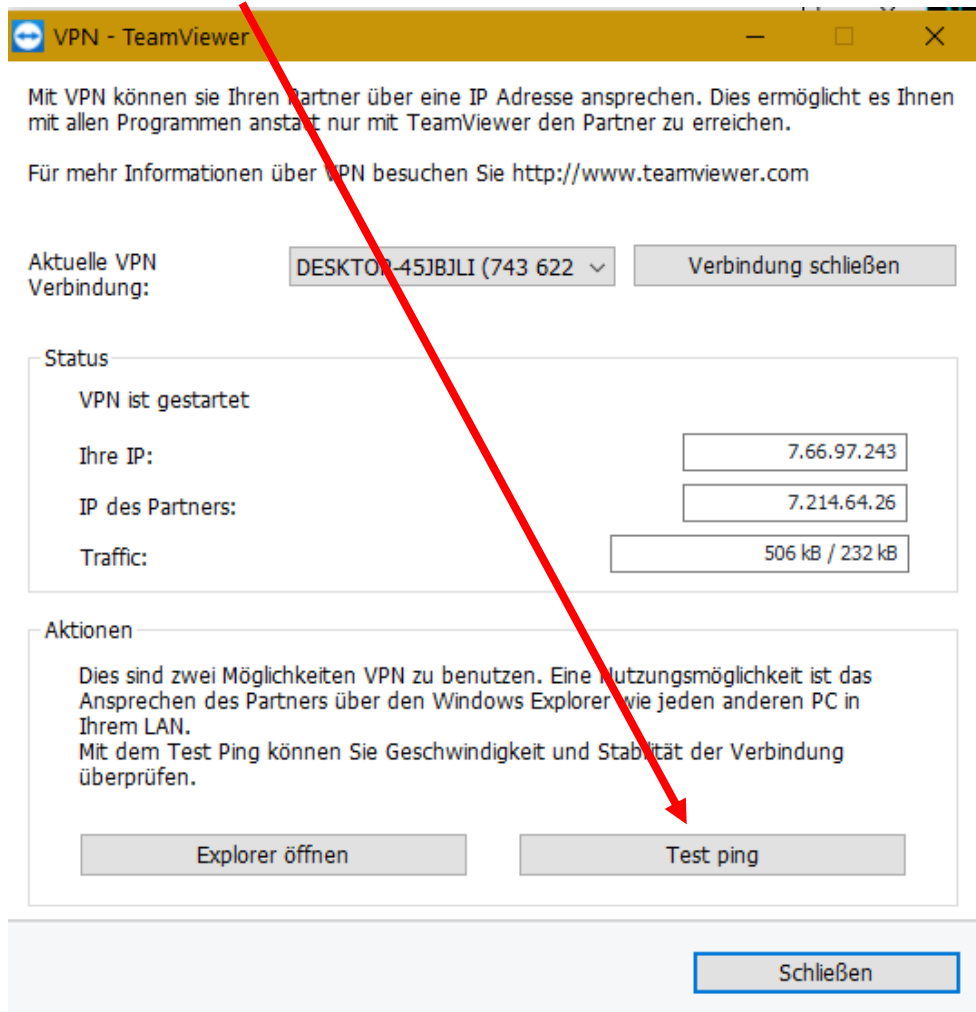 VPN - TeamViewer
Mit VPN können sie Ihren Partner über eine IP Adresse ansprechen. Dies ermöglicht es Ihnen
mit allen Programmen anstatt nur mit TeamViewer den Partner zu erreichen.
Für mehr Informationen über VPN besuchen Sie http://www.teamviewer.com
Aktuelle VPN
Verbindung:
DESKTOP-45JBJLI (743 622
Verbindung schließen
Status
VPN ist gestartet
Ihre IP:
7.66.97.243
IP des Partners:
7.214.64.26
Traffic:
506 kB / 232 kB
Aktionen
Dies sind zwei Möglichkeiten VPN zu benutzen. Eine Nutzungsmöglichkeit ist das
Ansprechen des Partners über den Windows Explorer wie jeden anderen PC in
Ihrem LAN.
Mit dem Test Ping können Sie Geschwindigkeit und Stabilität der Verbindung
überprüfen.
Explorer öffnen
Test ping
Schließen